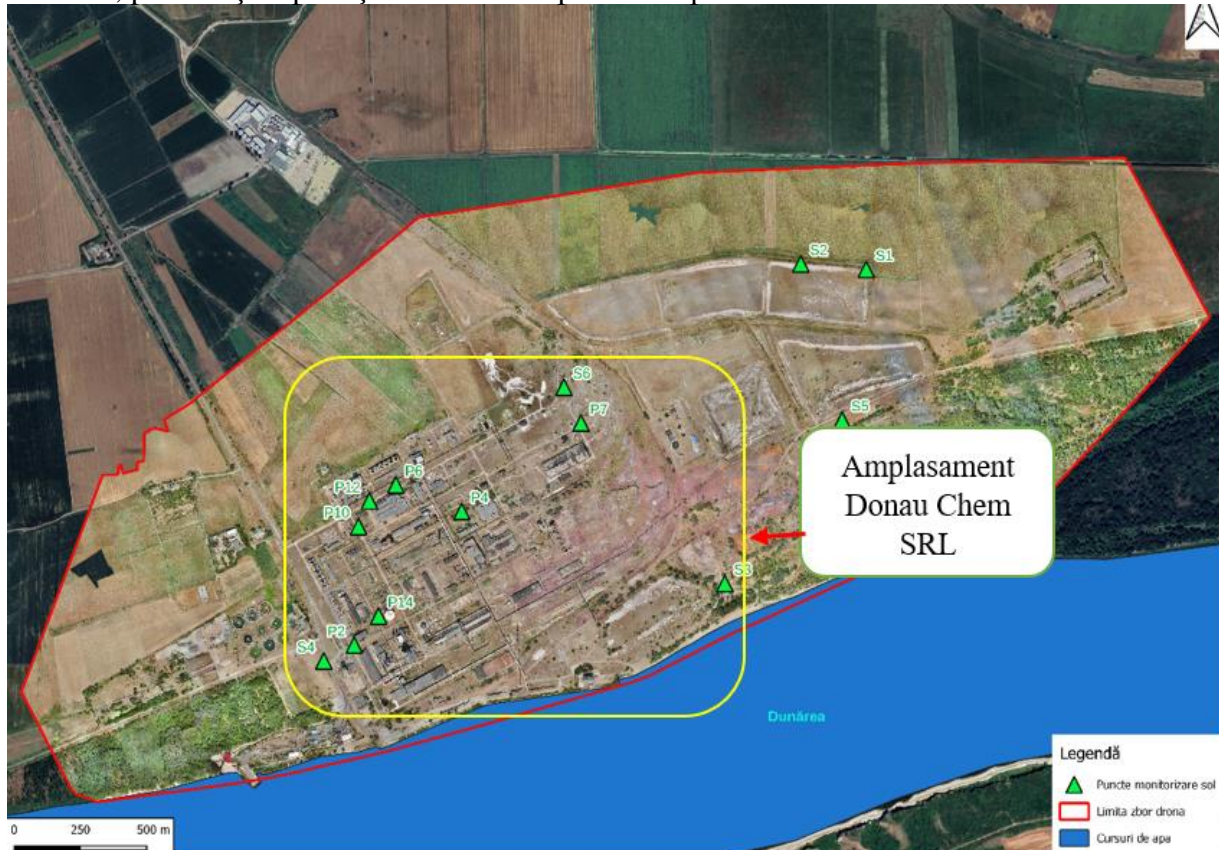 S2
S1
S6
P7
S5
P6
P12
P4
P10
Amplasament
Donau Chem
SRL
S3
P14
P2
S4
Dunărea
Legendă
Puncte monitorizare sol
Limita zbor drona
Cursuri de apa
0 250 500 m